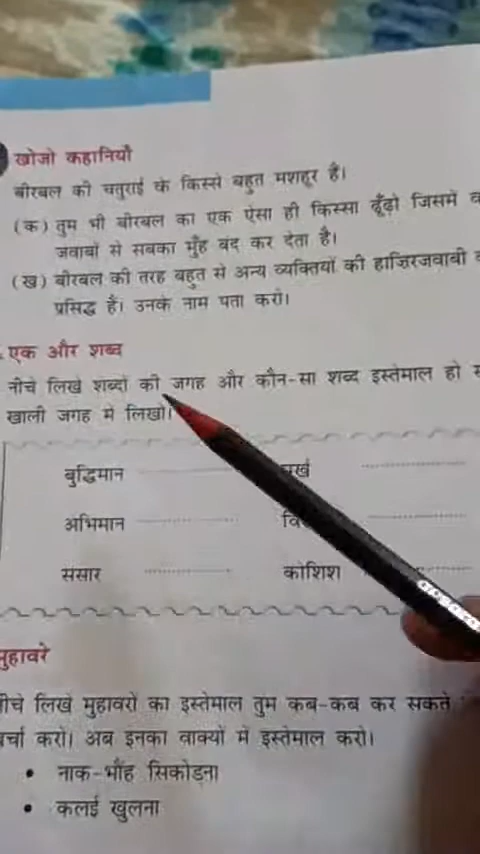 खोजो कहानियाँ
बीरबल की चतुराई के किस्से बहुत मशहूर हैं।
(क) तुम भी बीरबल का एक ऐसा ही किस्सा ढूँढ़ो जिसमें
जवाबों से सबका मुँह बंद कर देता है।
(ख) बीरबल की तरह बहुत से अन्य व्यक्तियों की हाज़िरजवाबी
प्रसिद्ध हैं। उनके नाम पता करो।
एक और शब्द
नीचे लिखे शब्दों की जगह और कौन-सा शब्द इस्तेमाल हो
खाली जगह में लिखो।
बुद्धिमान
अभिमान
संसार कोशिश
मुहावरे
नीचे लिखे मुहावरों का इस्तेमाल तुम कब-कब कर सकते
चर्चा करो। अब इनका वाक्यों में इस्तेमाल करो।
• नाक-भौंह सिकोड़ना
• कलई खुलना